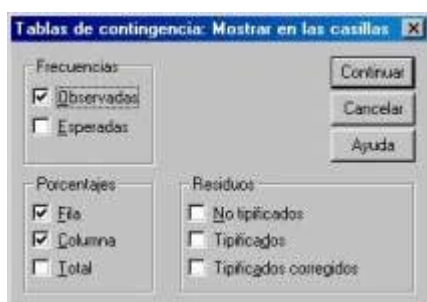 Tablas de contingencia: Mostrar en las casillas
Frecuencias
Observadas
Esperadas
Continuar
Cancelar
Ayuda
Porcentajes
Fila
Columna
Total
Residuos
No tipificados
Tipificados
Tipificados corregidos